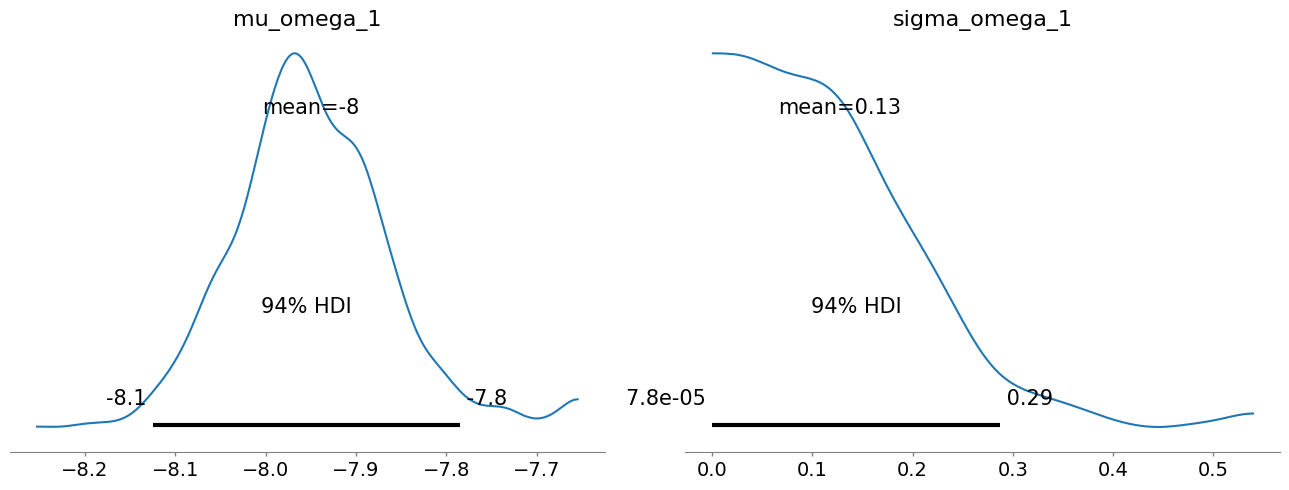 mu_omega_1
mean=-8
94% HDI
-8.1
-7.8
−8.2 −8.1 −8.0 −7.9 −7.8 −7.7
sigma_omega_1
mean=0.13
94% HDI
7.8e-05
0.29
0.0 0.1 0.2 0.3 0.4 0.5